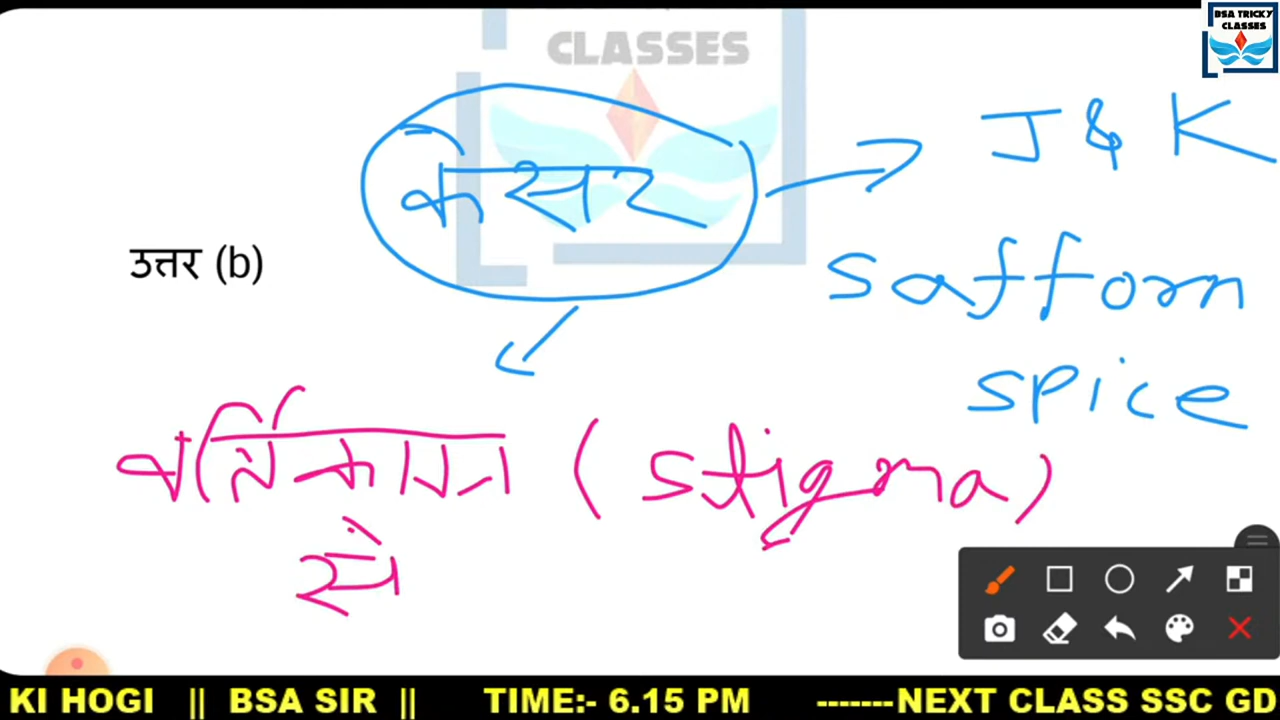 BSA TRICKY
CLASSES
CLASSES
केसर
J & K
उत्तर (b)
safforn
spice
वर्तिकाग्र (stigma)
से
KI HOGI || BSA SIR || TIME:- 6.15 PM -------NEXT CLASS SSC GD